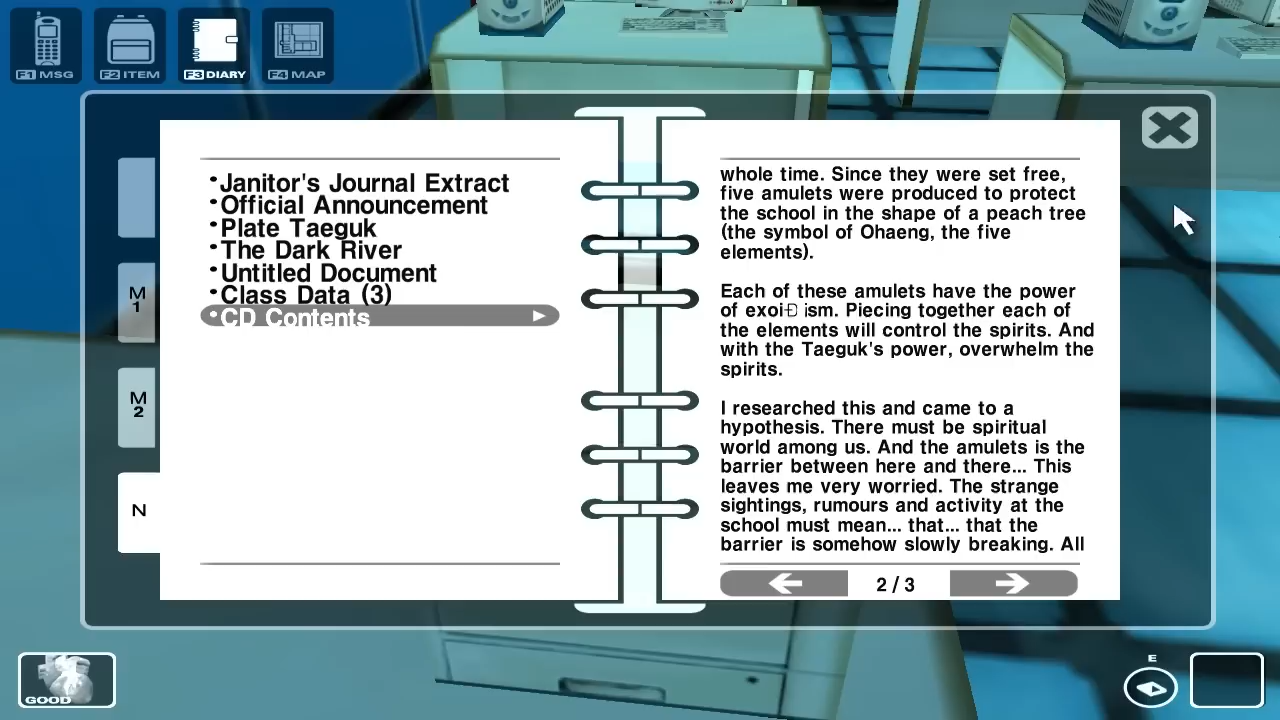 F1 MSG
F2 ITEM
F3 DIARY
F4 MAP
M
1
M
2
N
•Janitor's Journal Extract
•Official Announcement
•Plate Taeguk
•The Dark River
•Untitled Document
•Class Data (3)
•CD Contents
whole time. Since they were set free,
five amulets were produced to protect
the school in the shape of a peach tree
(the symbol of Ohaeng, the five
elements).
Each of these amulets have the power
of ism. Piecing together each of
the elements will control the spirits. And
with the Taeguk's power, overwhelm the
spirits.
I researched this and came to a
hypothesis. There must be spiritual
world among us. And the amulets is the
barrier between here and there... This
leaves me very worried. The strange
sightings, rumours and activity at the
school must mean... that... that the
barrier is somehow slowly breaking. All
2 / 3
GOOD
E